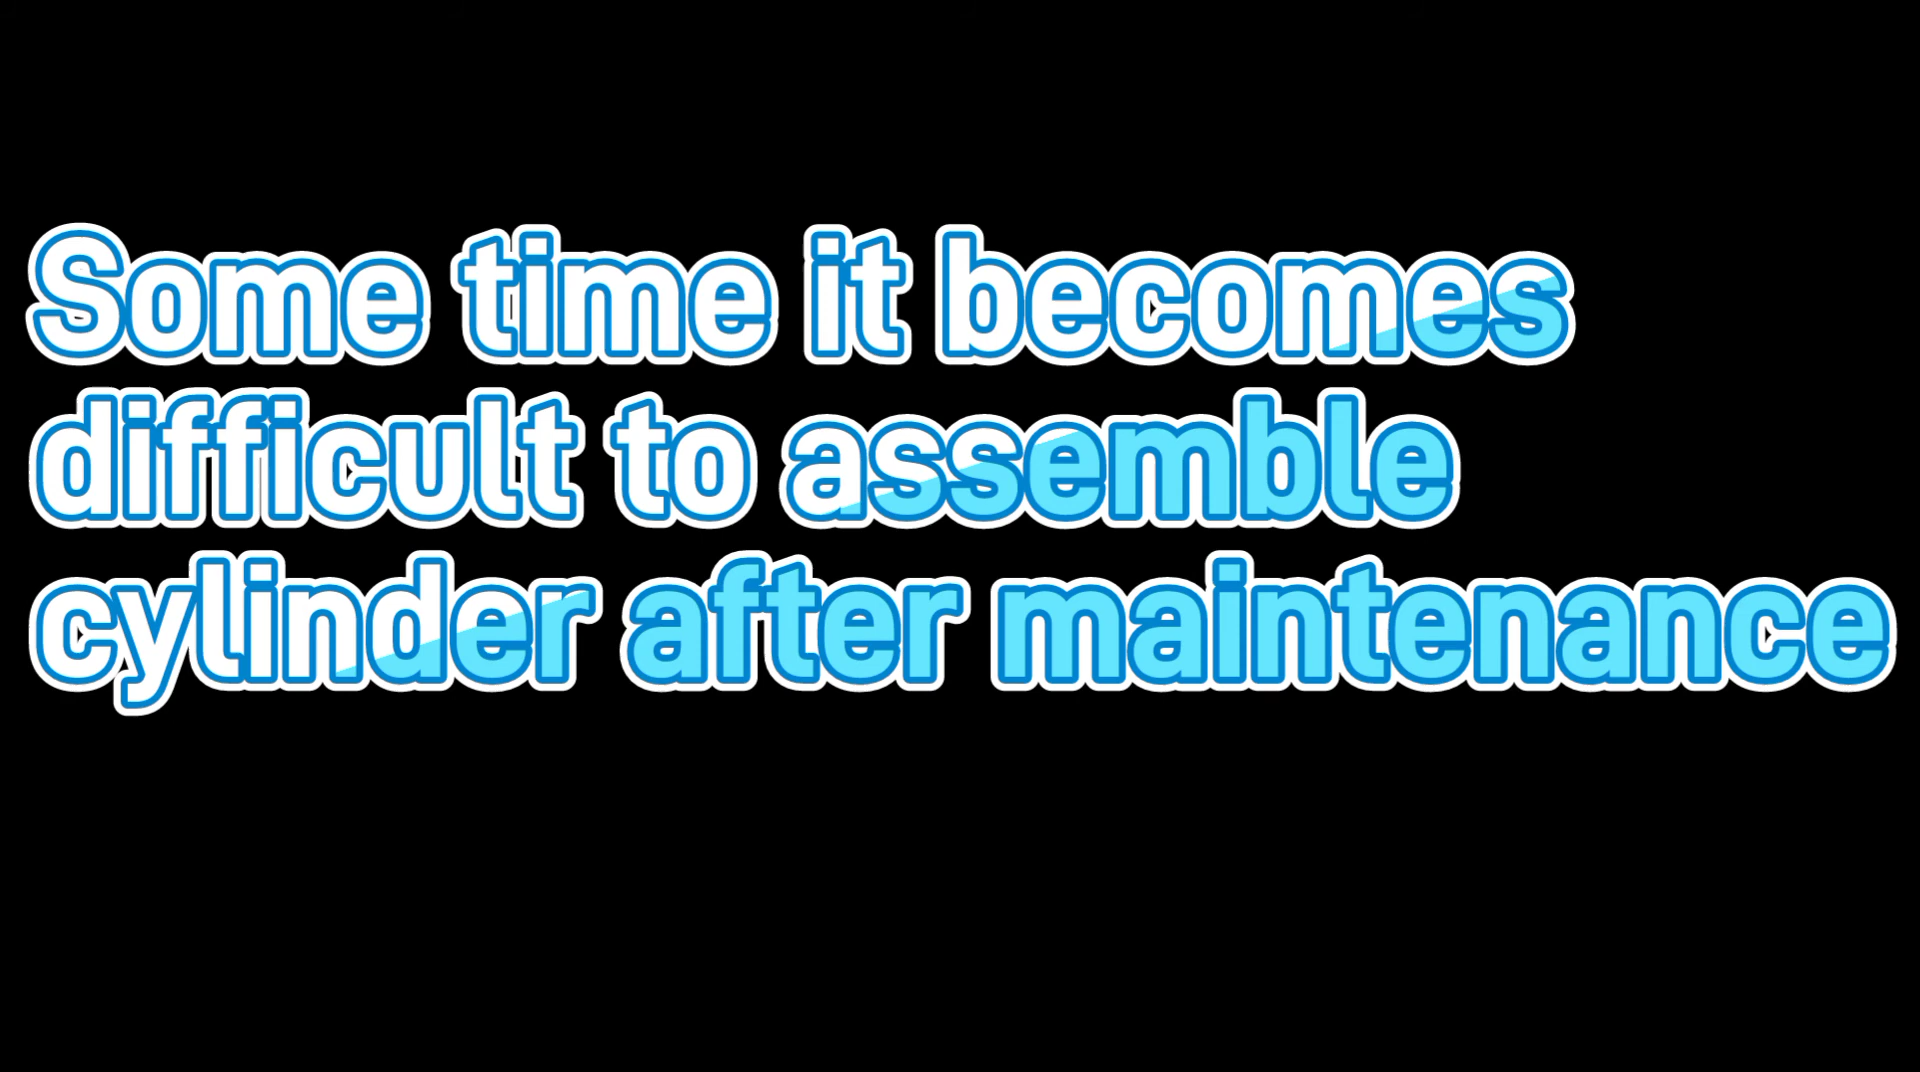 Some time it becomes
difficult to assemble
cylinder after maintenance